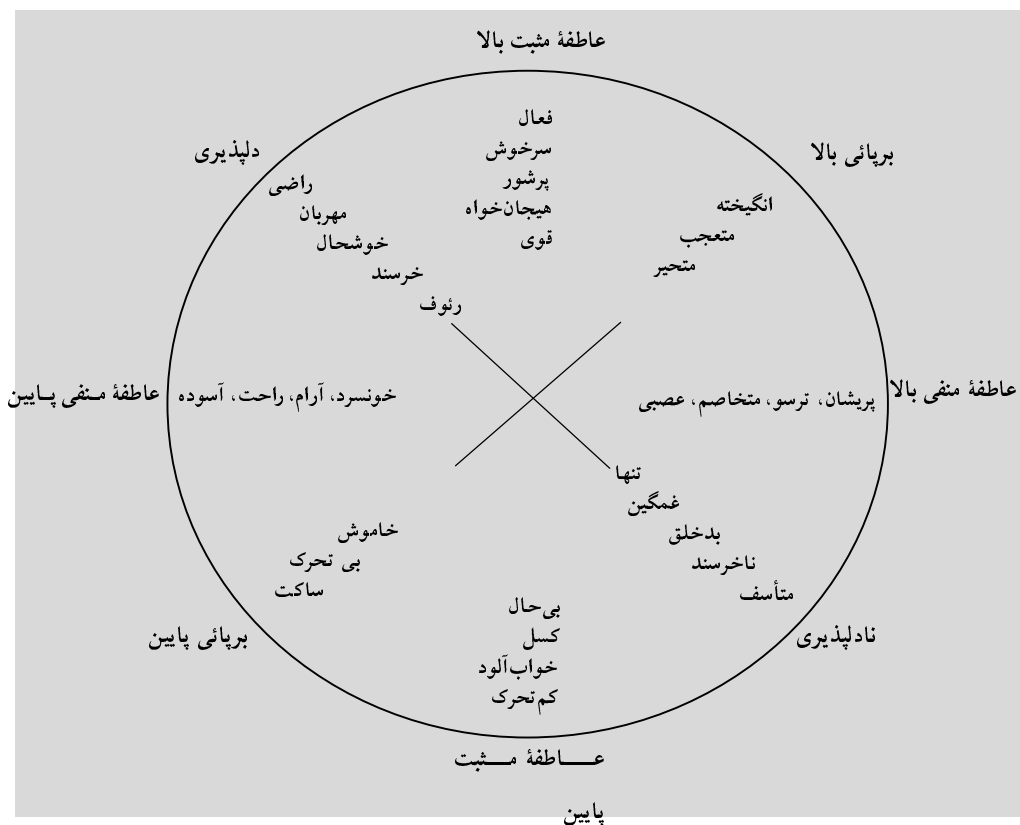 عاطفهٔ مثبت بالا
برپائی بالا
دلپذیری
فعال
سرخوش
پرشور
هیجان‌خواه
قوی
انگیخته
متعجب
متحیر
راضی
مهربان
خوشحال
خرسند
رئوف
عاطفهٔ منفی بالا
پریشان، ترسو، متخاصم، عصبی
خونسرد، آرام، راحت، آسوده
عاطفهٔ منفی پایین
تنها
غمگین
بدخلق
ناخرسند
متأسف
خاموش
بی تحرک
ساکت
بی‌حال
کسل
خواب‌آلود
کم‌تحرک
نادلپذیری
برپائی پایین
عاطفهٔ مثبت
پایین